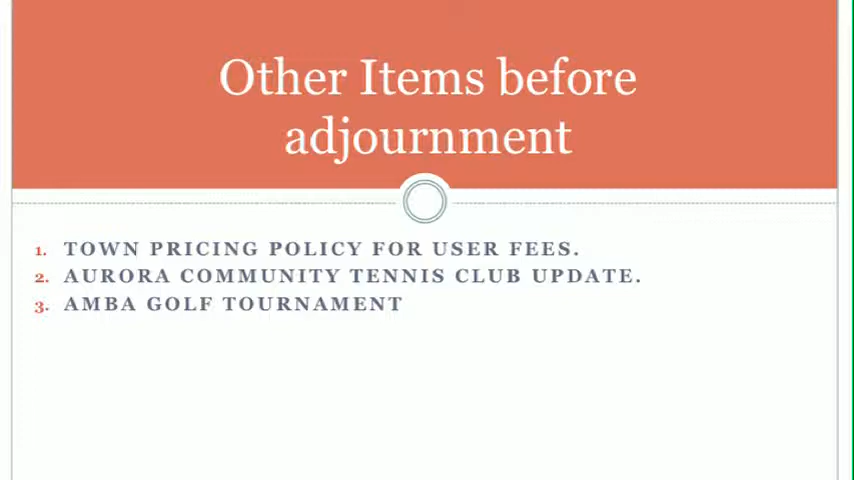 Other Items before
adjournment
1. TOWN PRICING POLICY FOR USER FEES.
2. AURORA COMMUNITY TENNIS CLUB UPDATE.
3. AMBA GOLF TOURNAMENT